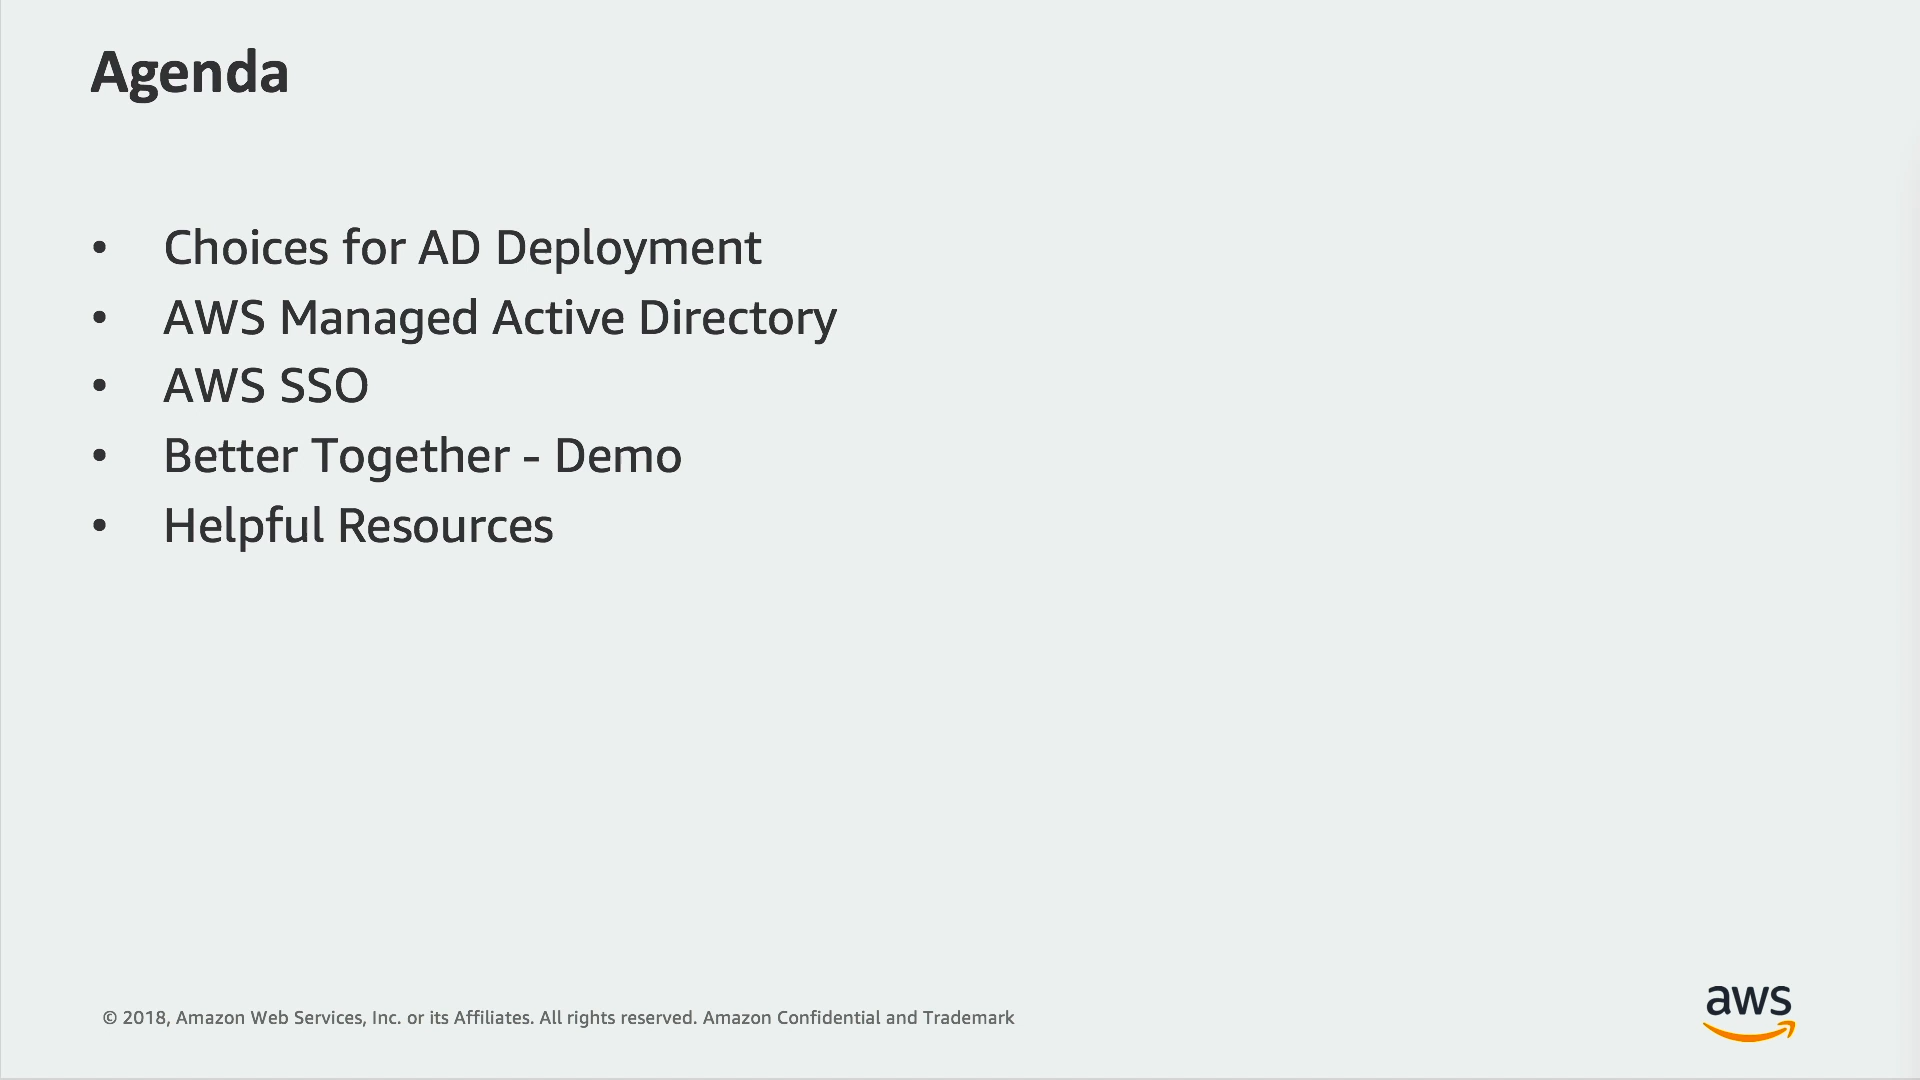 Agenda
• Choices for AD Deployment
• AWS Managed Active Directory
• AWS SSO
• Better Together - Demo
• Helpful Resources
© 2018, Amazon Web Services, Inc. or its Affiliates. All rights reserved. Amazon Confidential and Trademark
aws